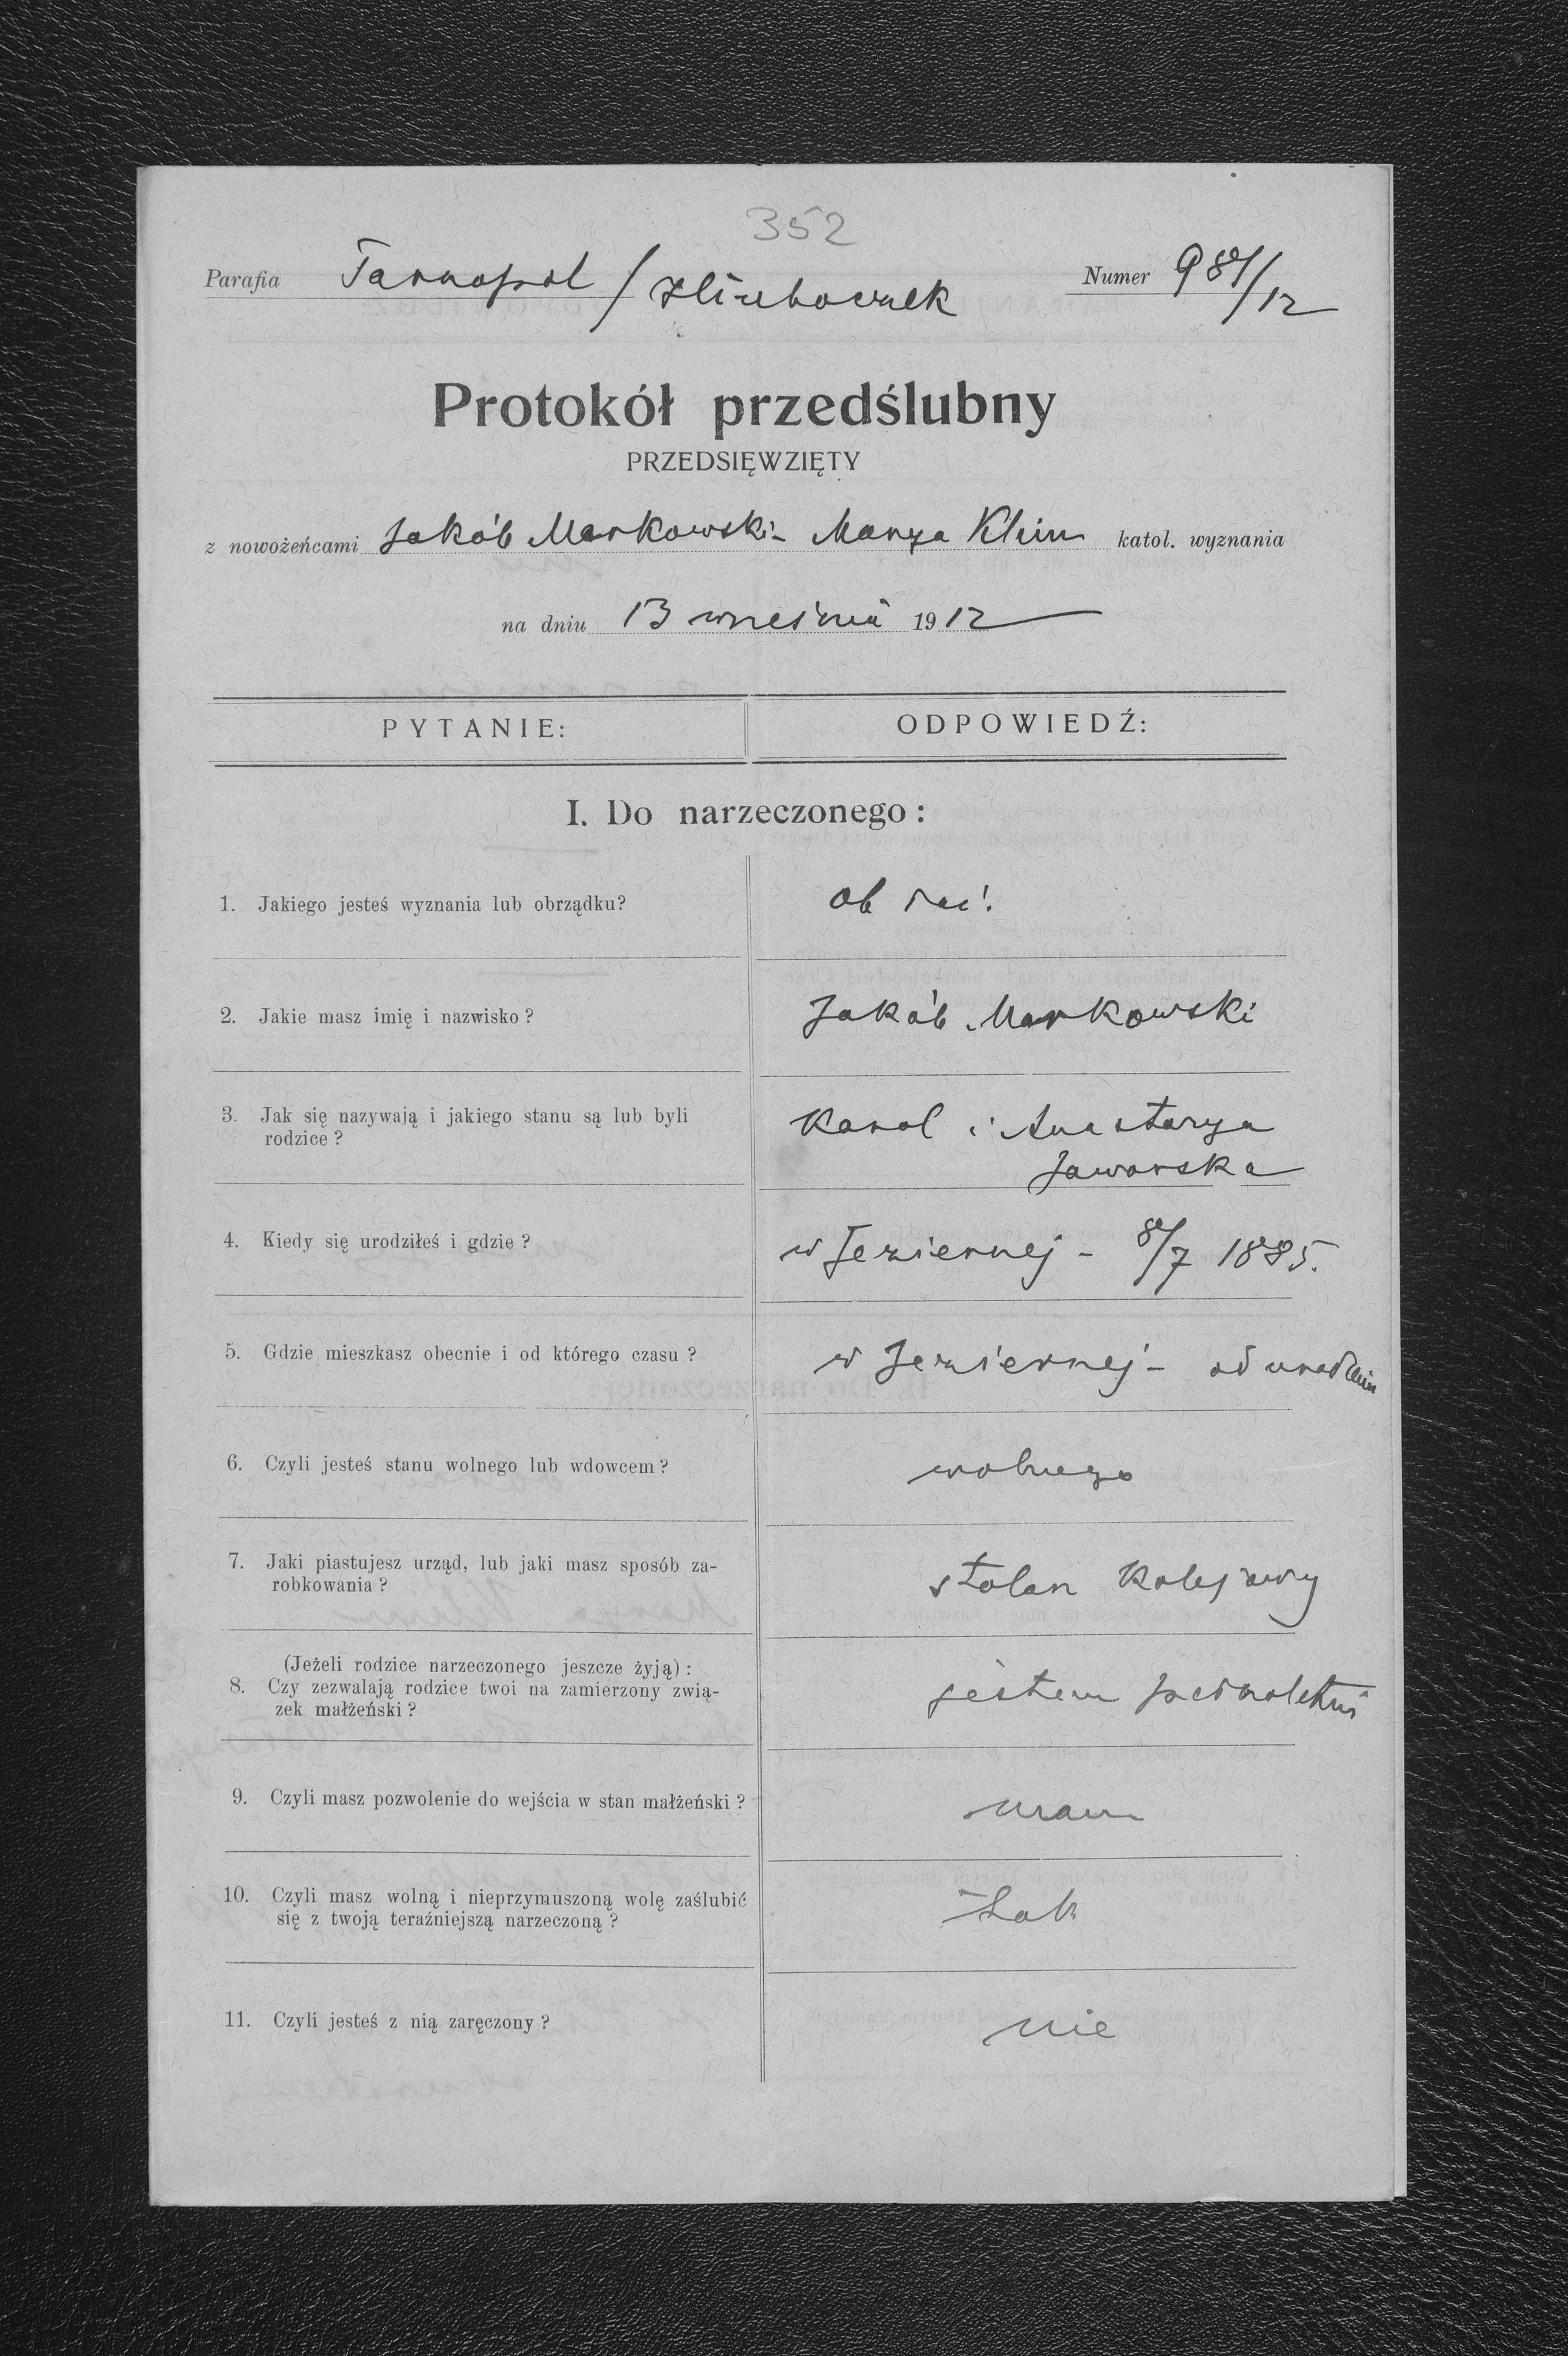 352
Parafia Tarnopol / Hłuboczek Numer 988/12
Protokół przedślubny
PRZEDSIĘWZIĘTY
z nowożeńcami Jakób Markowski - Marya Klim katol. wyznania
na dniu 13 września 1912
PYTANIE: ODPOWIEDŹ:
I. Do narzeczonego:
1. Jakiego jesteś wyznania lub obrządku? ob łać.
2. Jakie masz imię i nazwisko? Jakób Markowski
3. Jak się nazywają i jakiego stanu są lub byli
rodzice? Karol i Anastazya
Jaworska
4. Kiedy się urodziłeś i gdzie? w Jeziernej - 8/7 1885.
5. Gdzie mieszkasz obecnie i od którego czasu? w Jeziernej - od urodzenia
6. Czyli jesteś stanu wolnego lub wdowcem? wolnego
7. Jaki piastujesz urząd, lub jaki masz sposób za-
robkowania? stolarz kolejowy
(Jeżeli rodzice narzeczonego jeszcze żyją):
8. Czy zezwalają rodzice twoi na zamierzony zwią-
zek małżeński? jestem pełnoletni
9. Czyli masz pozwolenie do wejścia w stan małżeński? mam
10. Czyli masz wolną i nieprzymuszoną wolę zaślubić
się z twoją teraźniejszą narzeczoną? tak
11. Czyli jesteś z nią zaręczony? nie